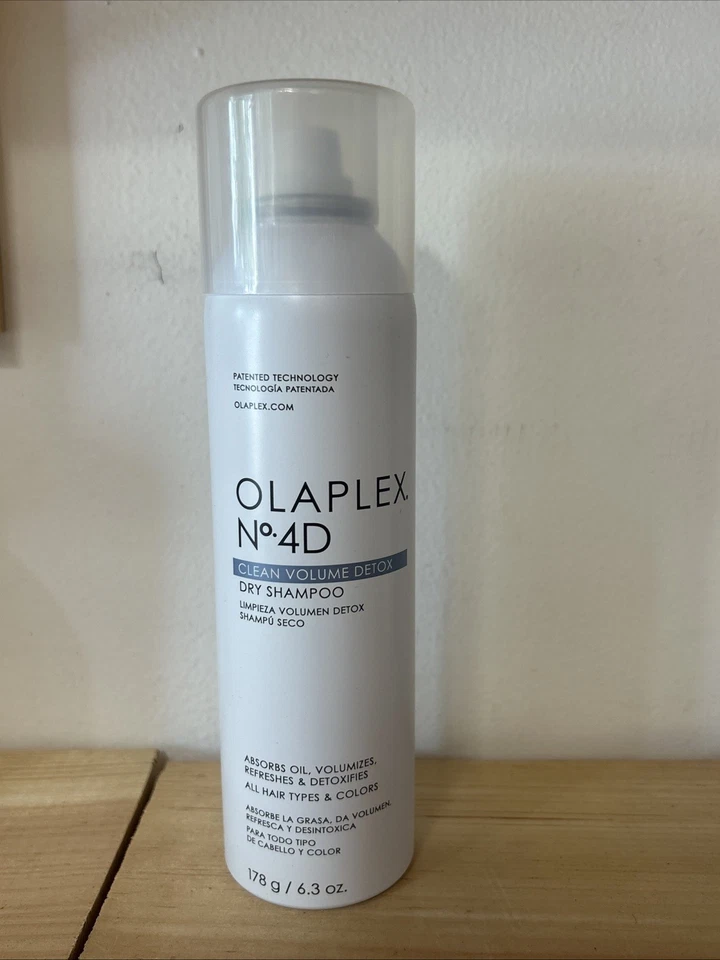 PATENTED TECHNOLOGY
TECNOLOGÍA PATENTADA
OLAPLEX.COM
OLAPLEX.
Nº.4D
CLEAN VOLUME DETOX
DRY SHAMPOO
LIMPIEZA VOLUMEN DETOX
SHAMPÚ SECO
ABSORBS OIL, VOLUMIZES,
REFRESHES & DETOXIFIES
ALL HAIR TYPES & COLORS
ABSORBE LA GRASA, DA VOLUMEN,
REFRESCA Y DESINTOXICA
PARA TODO TIPO
DE CABELLO Y COLOR
178 g / 6.3 oz.